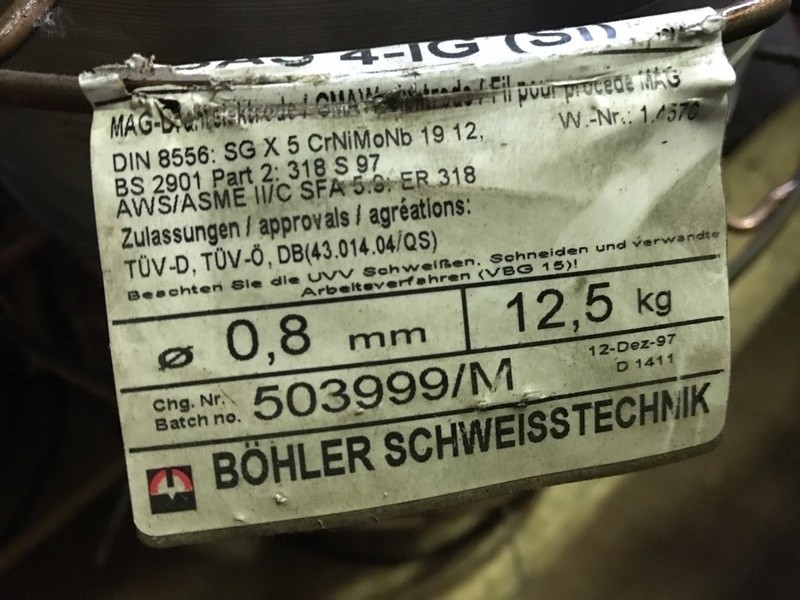 4-IG (Si)
MAG-Drahtelektrode / GMAW / Fil pour procede MAG
DIN 8556: SG X 5 CrNiMoNb 19 12, W.-Nr.: 1.4576
BS 2901 Part 2: 318 S 97
AWS/ASME II/C SFA 5.9: ER 318
Zulassungen / approvals / agréations:
TÜV-D, TÜV-Ö, DB(43.014.04/QS)
Beachten Sie die UVV Schweißen, Schneiden und verwandte
Arbeitsverfahren (VBG 15)!
ø 0,8 mm 12,5 kg
Chg. Nr. 503999/M 12-Dez-97
Batch no. D 1411
BÖHLER SCHWEISSTECHNIK